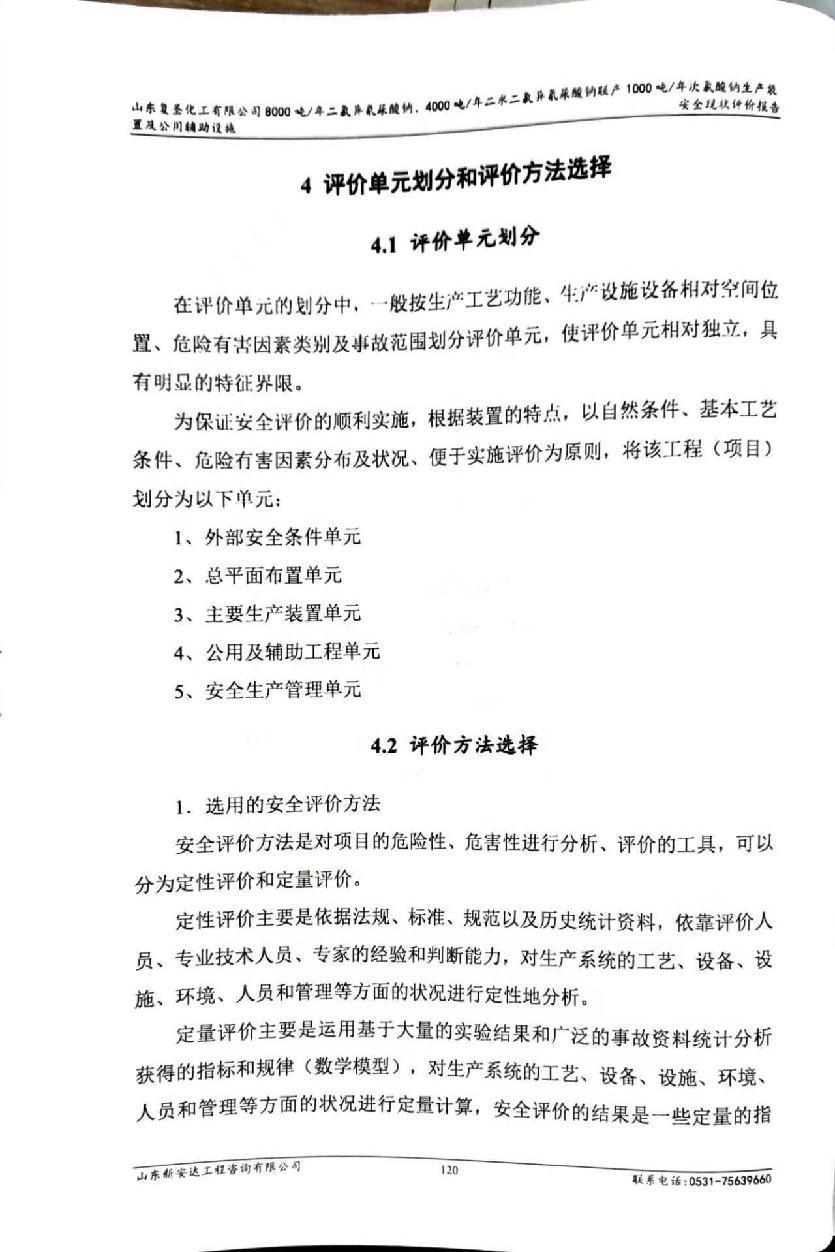 山东复圣化工有限公司8000吨/年二氯异氰尿酸钠、4000吨/年二水二氯异氰尿酸钠联产1000吨/年次氯酸钠生产装
置及公用辅助设施
安全现状评价报告
4 评价单元划分和评价方法选择
4.1 评价单元划分
在评价单元的划分中，一般按生产工艺功能、生产设施设备相对空间位
置、危险有害因素类别及事故范围划分评价单元，使评价单元相对独立，具
有明显的特征界限。
为保证安全评价的顺利实施，根据装置的特点，以自然条件、基本工艺
条件、危险有害因素分布及状况、便于实施评价为原则，将该工程（项目）
划分为以下单元：
1、外部安全条件单元
2、总平面布置单元
3、主要生产装置单元
4、公用及辅助工程单元
5、安全生产管理单元
4.2 评价方法选择
1．选用的安全评价方法
安全评价方法是对项目的危险性、危害性进行分析、评价的工具，可以
分为定性评价和定量评价。
定性评价主要是依据法规、标准、规范以及历史统计资料，依靠评价人
员、专业技术人员、专家的经验和判断能力，对生产系统的工艺、设备、设
施、环境、人员和管理等方面的状况进行定性地分析。
定量评价主要是运用基于大量的实验结果和广泛的事故资料统计分析
获得的指标和规律（数学模型），对生产系统的工艺、设备、设施、环境、
人员和管理等方面的状况进行定量计算，安全评价的结果是一些定量的指
山东新安达工程咨询有限公司
120
联系电话:0531-75639660